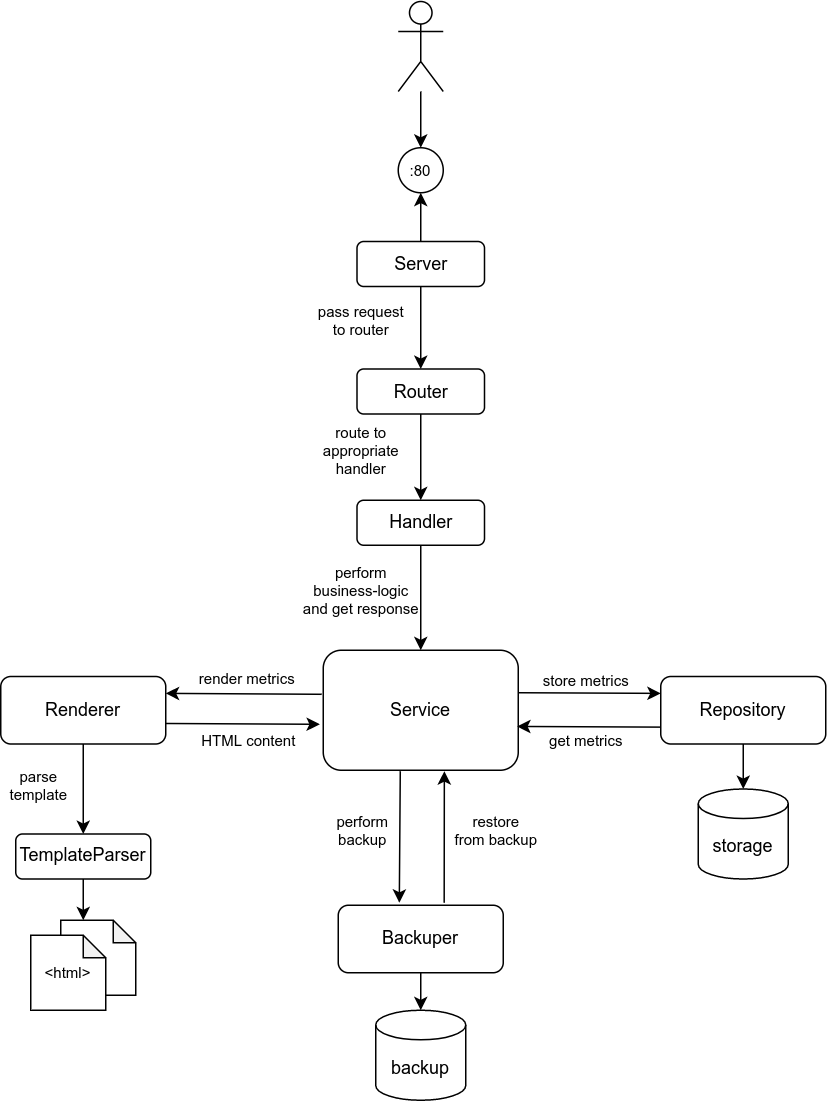 :80
Server
pass request
to router
Router
route to
appropriate
handler
Handler
perform
business-logic
and get response
render metrics
store metrics
Renderer
Service
Repository
HTML content
get metrics
parse
template
perform
backup
restore
from backup
storage
TemplateParser
Backuper
<html>
backup